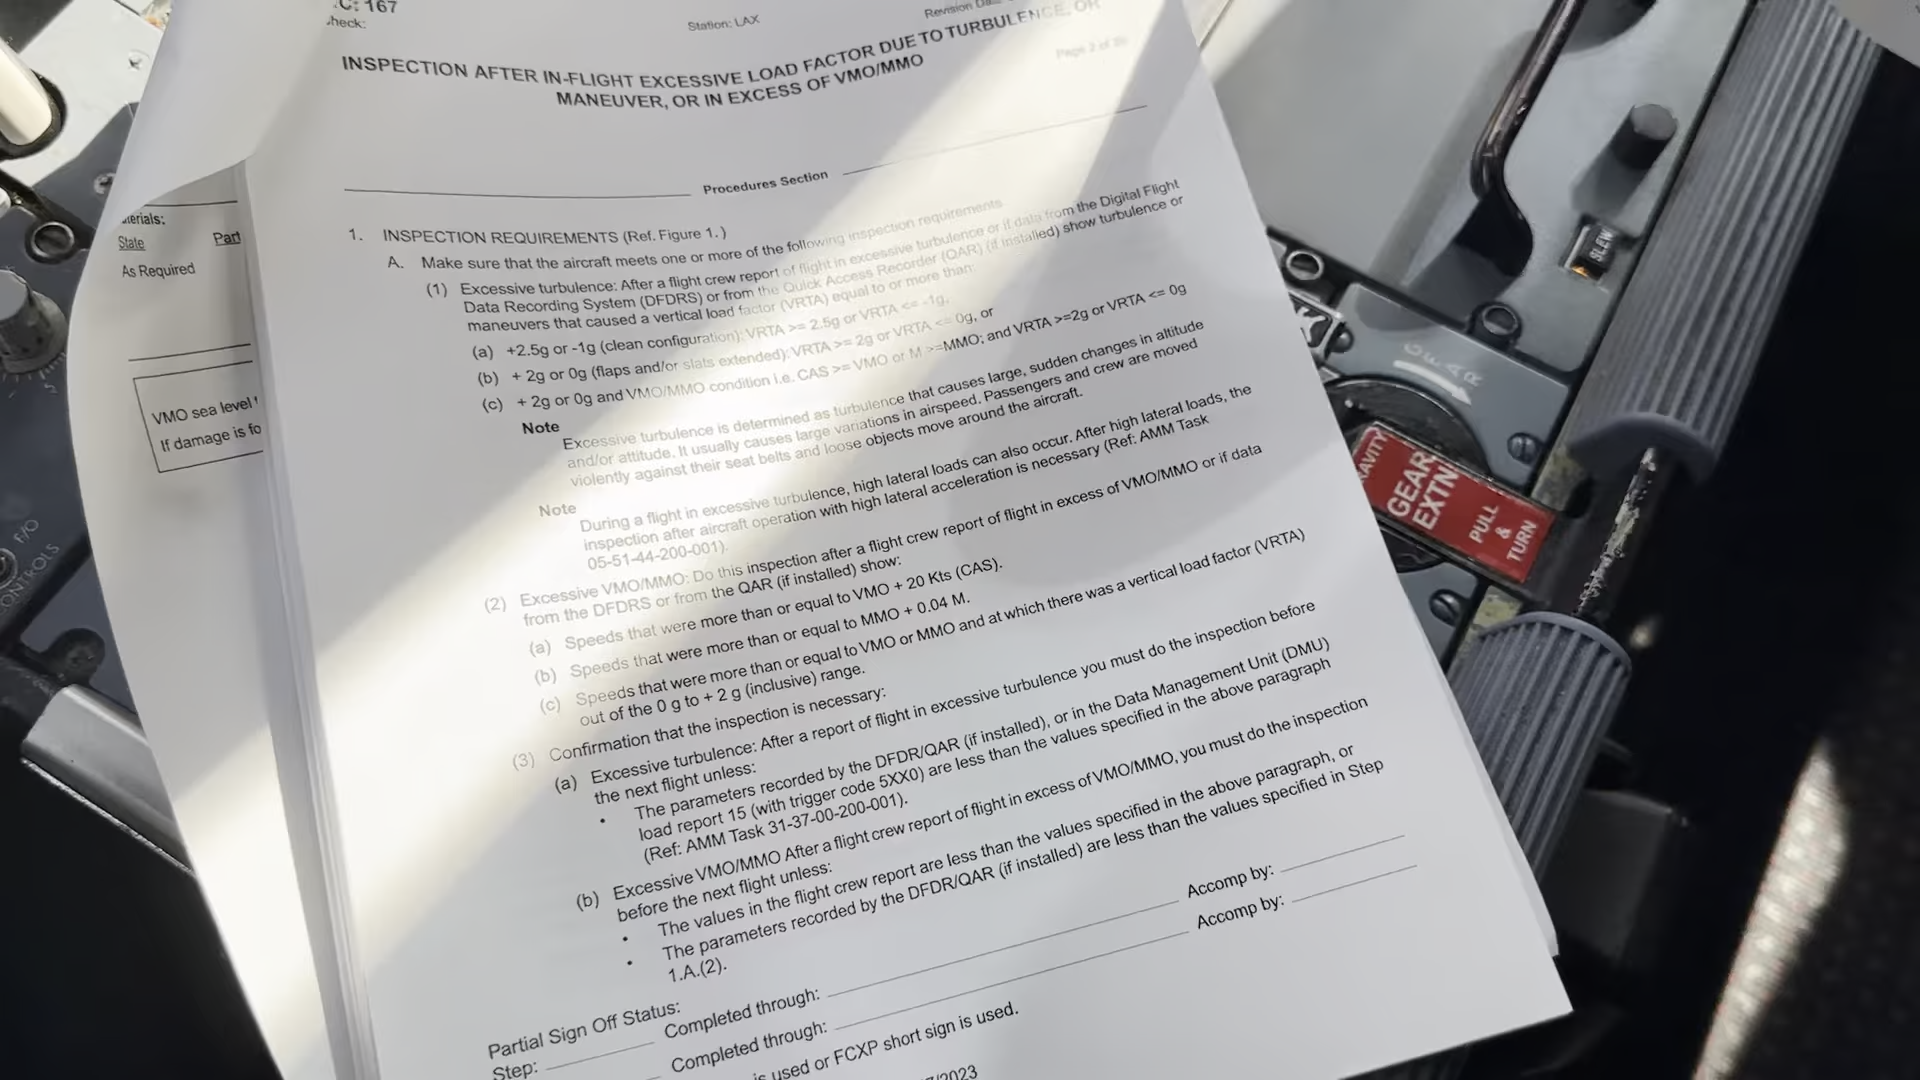 C: 167
heck:
Station: LAX
Revision Da
Page 2 of
INSPECTION AFTER IN-FLIGHT EXCESSIVE LOAD FACTOR DUE TO TURBULENCE, OR
MANEUVER, OR IN EXCESS OF VMO/MMO
Procedures Section
1. INSPECTION REQUIREMENTS (Ref. Figure 1.)
A. Make sure that the aircraft meets one or more of the following inspection requirements
(1) Excessive turbulence: After a flight crew report of flight in excessive turbulence or if data from the Digital Flight
Data Recording System (DFDRS) or from the Quick Access Recorder (QAR) (if installed) show turbulence or
maneuvers that caused a vertical load factor (VRTA) equal to or more than:
(a) +2.5g or -1g (clean configuration): VRTA >= 2.5g or VRTA <= -1g,
(b) + 2g or 0g (flaps and/or slats extended): VRTA >= 2g or VRTA <= 0g, or
(c) + 2g or 0g and VMO/MMO condition i.e. CAS >= VMO or M >=MMO; and VRTA >=2g or VRTA <= 0g
Note
Excessive turbulence is determined as turbulence that causes large, sudden changes in altitude
and/or attitude. It usually causes large variations in airspeed. Passengers and crew are moved
violently against their seat belts and loose objects move around the aircraft.
Note
During a flight in excessive turbulence, high lateral loads can also occur. After high lateral loads, the
inspection after aircraft operation with high lateral acceleration is necessary (Ref: AMM Task
05-51-44-200-001).
(2) Excessive VMO/MMO: Do this inspection after a flight crew report of flight in excess of VMO/MMO or if data
from the DFDRS or from the QAR (if installed) show:
(a) Speeds that were more than or equal to VMO + 20 Kts (CAS).
(b) Speeds that were more than or equal to MMO + 0.04 M.
(c) Speeds that were more than or equal to VMO or MMO and at which there was a vertical load factor (VRTA)
out of the 0 g to + 2 g (inclusive) range.
(3) Confirmation that the inspection is necessary:
(a) Excessive turbulence: After a report of flight in excessive turbulence you must do the inspection before
the next flight unless:
• The parameters recorded by the DFDR/QAR (if installed), or in the Data Management Unit (DMU)
load report 15 (with trigger code 5XX0) are less than the values specified in the above paragraph
(Ref: AMM Task 31-37-00-200-001).
(b) Excessive VMO/MMO After a flight crew report of flight in excess of VMO/MMO, you must do the inspection
before the next flight unless:
• The values in the flight crew report are less than the values specified in the above paragraph, or
• The parameters recorded by the DFDR/QAR (if installed) are less than the values specified in Step
1.A.(2).
Partial Sign Off Status:
Step: Completed through: Accomp by:
Completed through: Accomp by:
is used or FCXP short sign is used.
/2023
terials:
State Part
As Required
VMO sea level
If damage is fo
F/O
CONTROLS
5
SLEW
GEAR
GRAVITY
GEAR
EXTN
PULL
&
TURN